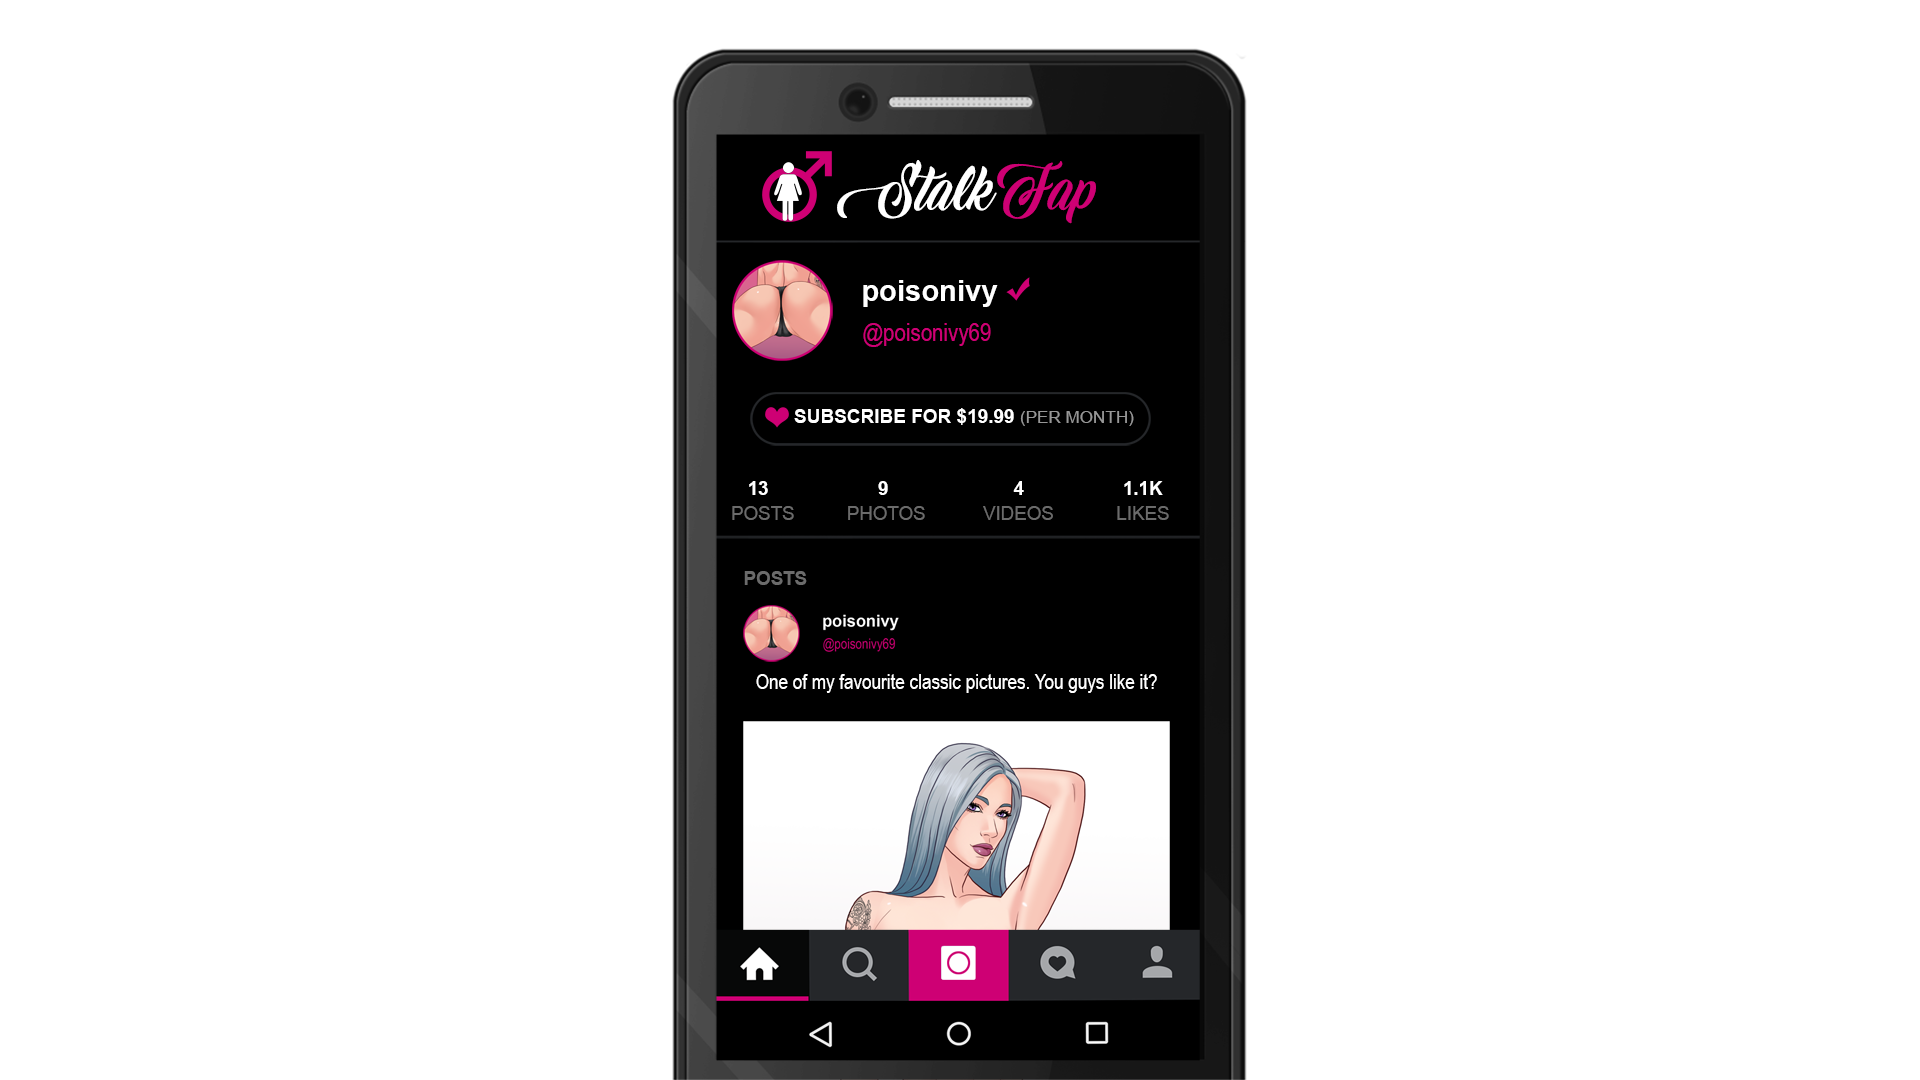 StalkFap
poisonivy
@poisonivy69
SUBSCRIBE FOR $19.99 (PER MONTH)
13 9 4 1.1K
POSTS PHOTOS VIDEOS LIKES
POSTS
poisonivy
@poisonivy69
One of my favourite classic pictures. You guys like it?